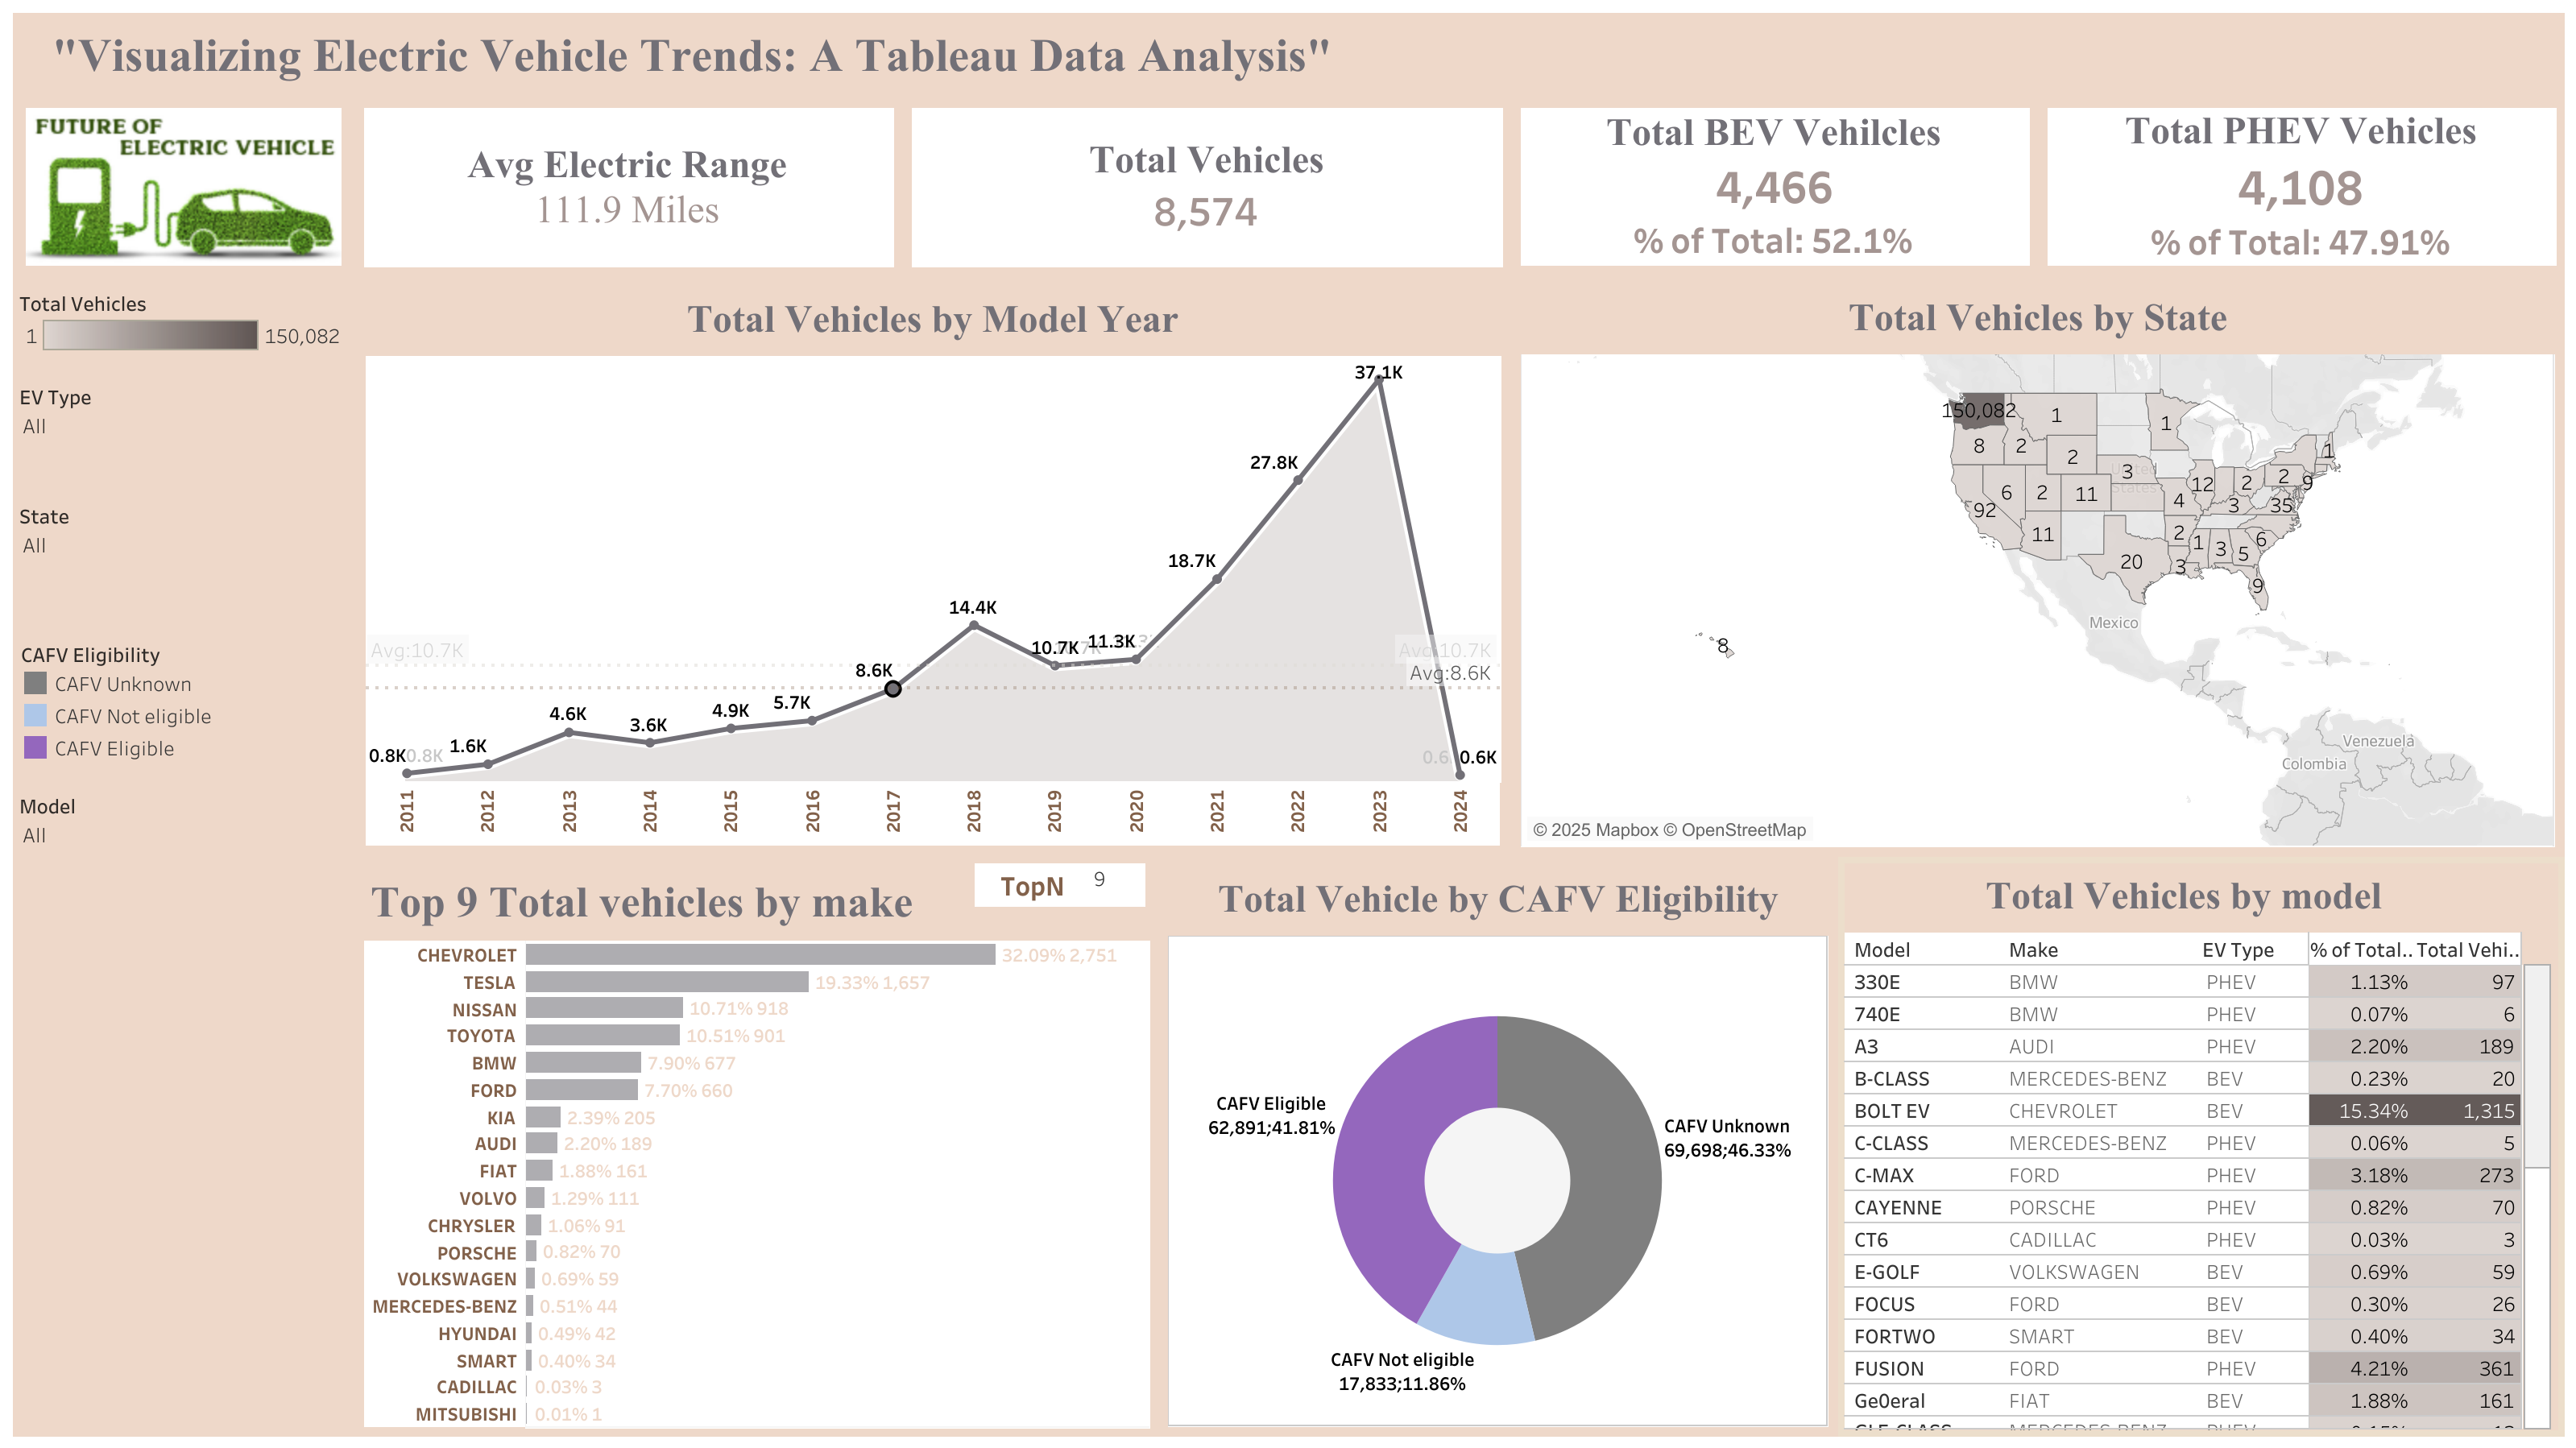 "Visualizing Electric Vehicle Trends: A Tableau Data Analysis"
FUTURE OF
ELECTRIC VEHICLE
Avg Electric Range
111.9 Miles
Total Vehicles
8,574
Total BEV Vehilcles
4,466
% of Total: 52.1%
Total PHEV Vehicles
4,108
% of Total: 47.91%
Total Vehicles
1 150,082
EV Type
All
State
All
CAFV Eligibility
CAFV Unknown
CAFV Not eligible
CAFV Eligible
Model
All
Total Vehicles by Model Year
37.1K
27.8K
18.7K
14.4K
10.7K 11.3K
Avg:10.7K
Avg:10.7K
Avg:8.6K
8.6K
5.7K
4.9K
4.6K
3.6K
1.6K
0.8K 0.8K
0.6 0.6K
2011 2012 2013 2014 2015 2016 2017 2018 2019 2020 2021 2022 2023 2024
Total Vehicles by State
150,082 1 1 1
8 2 2 3 United States
12 2 2 9
6 2 11 4 3 35
92
11 2 1 3 5 6
20 3 9
8
Mexico
Venezuela
Colombia
© 2025 Mapbox © OpenStreetMap
Top 9 Total vehicles by make
TopN 9
CHEVROLET 32.09% 2,751
TESLA 19.33% 1,657
NISSAN 10.71% 918
TOYOTA 10.51% 901
BMW 7.90% 677
FORD 7.70% 660
KIA 2.39% 205
AUDI 2.20% 189
FIAT 1.88% 161
VOLVO 1.29% 111
CHRYSLER 1.06% 91
PORSCHE 0.82% 70
VOLKSWAGEN 0.69% 59
MERCEDES-BENZ 0.51% 44
HYUNDAI 0.49% 42
SMART 0.40% 34
CADILLAC 0.03% 3
MITSUBISHI 0.01% 1
Total Vehicle by CAFV Eligibility
CAFV Eligible
62,891;41.81%
CAFV Unknown
69,698;46.33%
CAFV Not eligible
17,833;11.86%
Total Vehicles by model
Model Make EV Type % of Total.. Total Vehi..
330E BMW PHEV 1.13% 97
740E BMW PHEV 0.07% 6
A3 AUDI PHEV 2.20% 189
B-CLASS MERCEDES-BENZ BEV 0.23% 20
BOLT EV CHEVROLET BEV 15.34% 1,315
C-CLASS MERCEDES-BENZ PHEV 0.06% 5
C-MAX FORD PHEV 3.18% 273
CAYENNE PORSCHE PHEV 0.82% 70
CT6 CADILLAC PHEV 0.03% 3
E-GOLF VOLKSWAGEN BEV 0.69% 59
FOCUS FORD BEV 0.30% 26
FORTWO SMART BEV 0.40% 34
FUSION FORD PHEV 4.21% 361
Ge0eral FIAT BEV 1.88% 161